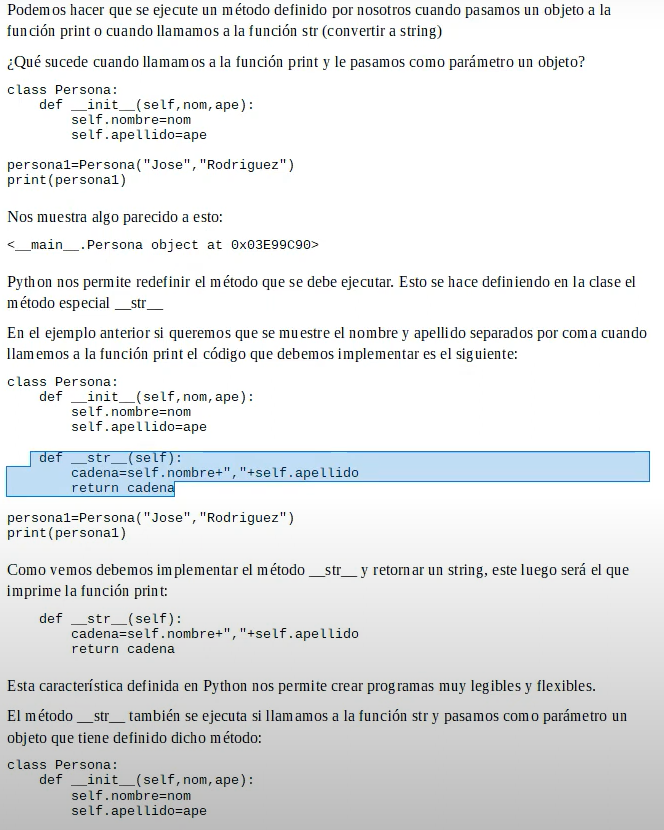 Podemos hacer que se ejecute un método definido por nosotros cuando pasamos un objeto a la
función print o cuando llamamos a la función str (convertir a string)
¿Qué sucede cuando llamamos a la función print y le pasamos como parámetro un objeto?
class Persona:
    def __init__(self,nom,ape):
        self.nombre=nom
        self.apellido=ape
persona1=Persona("Jose","Rodriguez")
print(persona1)
Nos muestra algo parecido a esto:
<__main__.Persona object at 0x03E99C90>
Python nos permite redefinir el método que se debe ejecutar. Esto se hace definiendo en la clase el
método especial __str__
En el ejemplo anterior si queremos que se muestre el nombre y apellido separados por coma cuando
llamemos a la función print el código que debemos implementar es el siguiente:
class Persona:
    def __init__(self,nom,ape):
        self.nombre=nom
        self.apellido=ape
    def __str__(self):
        cadena=self.nombre+","+self.apellido
        return cadena
persona1=Persona("Jose","Rodriguez")
print(persona1)
Como vemos debemos implementar el método __str__ y retornar un string, este luego será el que
imprime la función print:
    def __str__(self):
        cadena=self.nombre+","+self.apellido
        return cadena
Esta característica definida en Python nos permite crear programas muy legibles y flexibles.
El método __str__ también se ejecuta si llamamos a la función str y pasamos como parámetro un
objeto que tiene definido dicho método:
class Persona:
    def __init__(self,nom,ape):
        self.nombre=nom
        self.apellido=ape